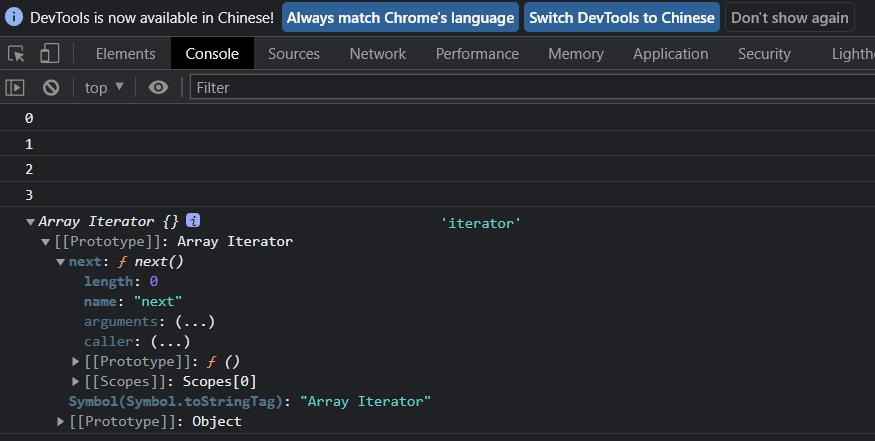 DevTools is now available in Chinese! Always match Chrome's language Switch DevTools to Chinese Don't show again
Elements Console Sources Network Performance Memory Application Security Lighth
top ▼ Filter
0
1
2
3
▼Array Iterator {} i 'iterator'
▼[[Prototype]]: Array Iterator
▼next: ƒ next()
length: 0
name: "next"
arguments: (...)
caller: (...)
▶[[Prototype]]: ƒ ()
▶[[Scopes]]: Scopes[0]
Symbol(Symbol.toStringTag): "Array Iterator"
▶[[Prototype]]: Object